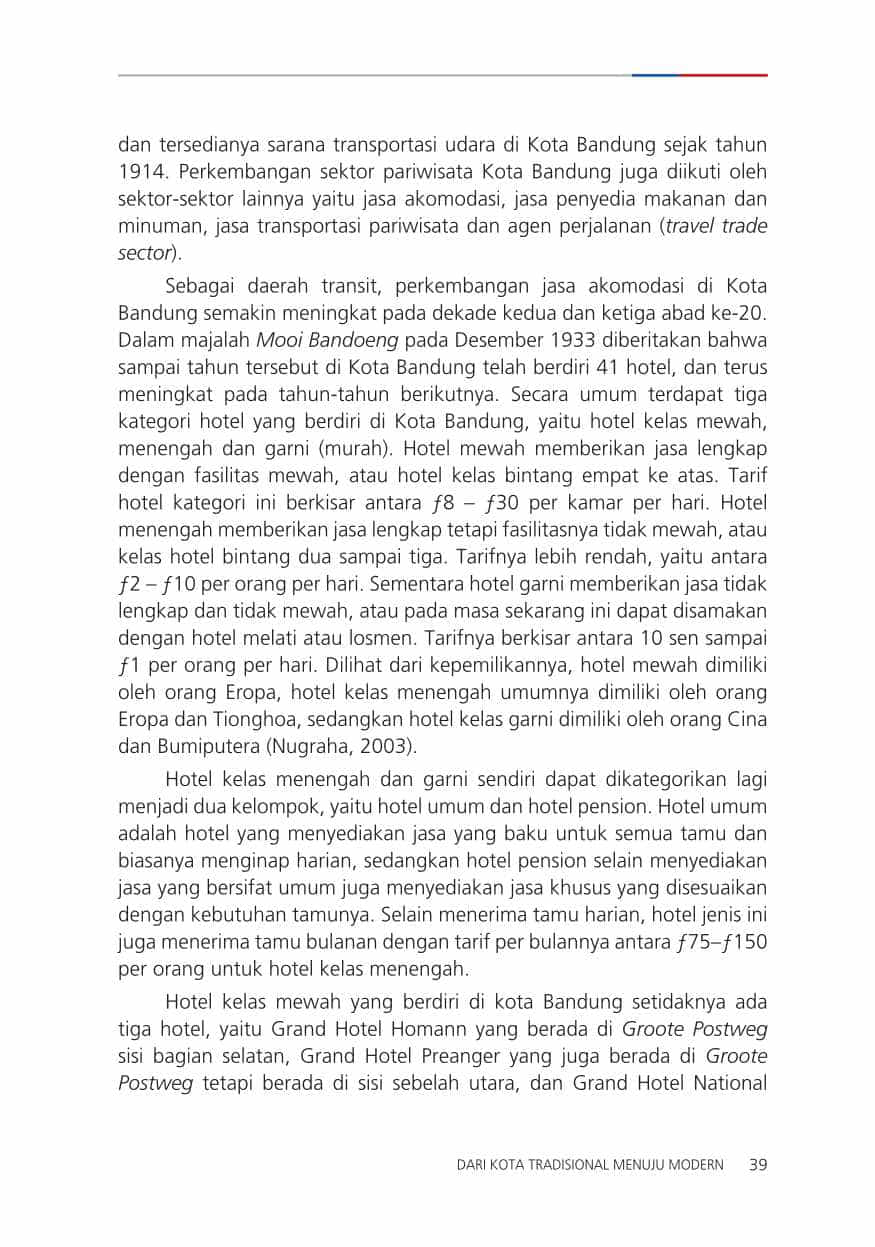 dan tersedianya sarana transportasi udara di Kota Bandung sejak tahun
1914. Perkembangan sektor pariwisata Kota Bandung juga diikuti oleh
sektor-sektor lainnya yaitu jasa akomodasi, jasa penyedia makanan dan
minuman, jasa transportasi pariwisata dan agen perjalanan (travel trade
sector).
Sebagai daerah transit, perkembangan jasa akomodasi di Kota
Bandung semakin meningkat pada dekade kedua dan ketiga abad ke-20.
Dalam majalah Mooi Bandoeng pada Desember 1933 diberitakan bahwa
sampai tahun tersebut di Kota Bandung telah berdiri 41 hotel, dan terus
meningkat pada tahun-tahun berikutnya. Secara umum terdapat tiga
kategori hotel yang berdiri di Kota Bandung, yaitu hotel kelas mewah,
menengah dan garni (murah). Hotel mewah memberikan jasa lengkap
dengan fasilitas mewah, atau hotel kelas bintang empat ke atas. Tarif
hotel kategori ini berkisar antara ƒ8 – ƒ30 per kamar per hari. Hotel
menengah memberikan jasa lengkap tetapi fasilitasnya tidak mewah, atau
kelas hotel bintang dua sampai tiga. Tarifnya lebih rendah, yaitu antara
ƒ2 – ƒ10 per orang per hari. Sementara hotel garni memberikan jasa tidak
lengkap dan tidak mewah, atau pada masa sekarang ini dapat disamakan
dengan hotel melati atau losmen. Tarifnya berkisar antara 10 sen sampai
ƒ1 per orang per hari. Dilihat dari kepemilikannya, hotel mewah dimiliki
oleh orang Eropa, hotel kelas menengah umumnya dimiliki oleh orang
Eropa dan Tionghoa, sedangkan hotel kelas garni dimiliki oleh orang Cina
dan Bumiputera (Nugraha, 2003).
Hotel kelas menengah dan garni sendiri dapat dikategorikan lagi
menjadi dua kelompok, yaitu hotel umum dan hotel pension. Hotel umum
adalah hotel yang menyediakan jasa yang baku untuk semua tamu dan
biasanya menginap harian, sedangkan hotel pension selain menyediakan
jasa yang bersifat umum juga menyediakan jasa khusus yang disesuaikan
dengan kebutuhan tamunya. Selain menerima tamu harian, hotel jenis ini
juga menerima tamu bulanan dengan tarif per bulannya antara ƒ75–ƒ150
per orang untuk hotel kelas menengah.
Hotel kelas mewah yang berdiri di kota Bandung setidaknya ada
tiga hotel, yaitu Grand Hotel Homann yang berada di Groote Postweg
sisi bagian selatan, Grand Hotel Preanger yang juga berada di Groote
Postweg tetapi berada di sisi sebelah utara, dan Grand Hotel National
DARI KOTA TRADISIONAL MENUJU MODERN 39